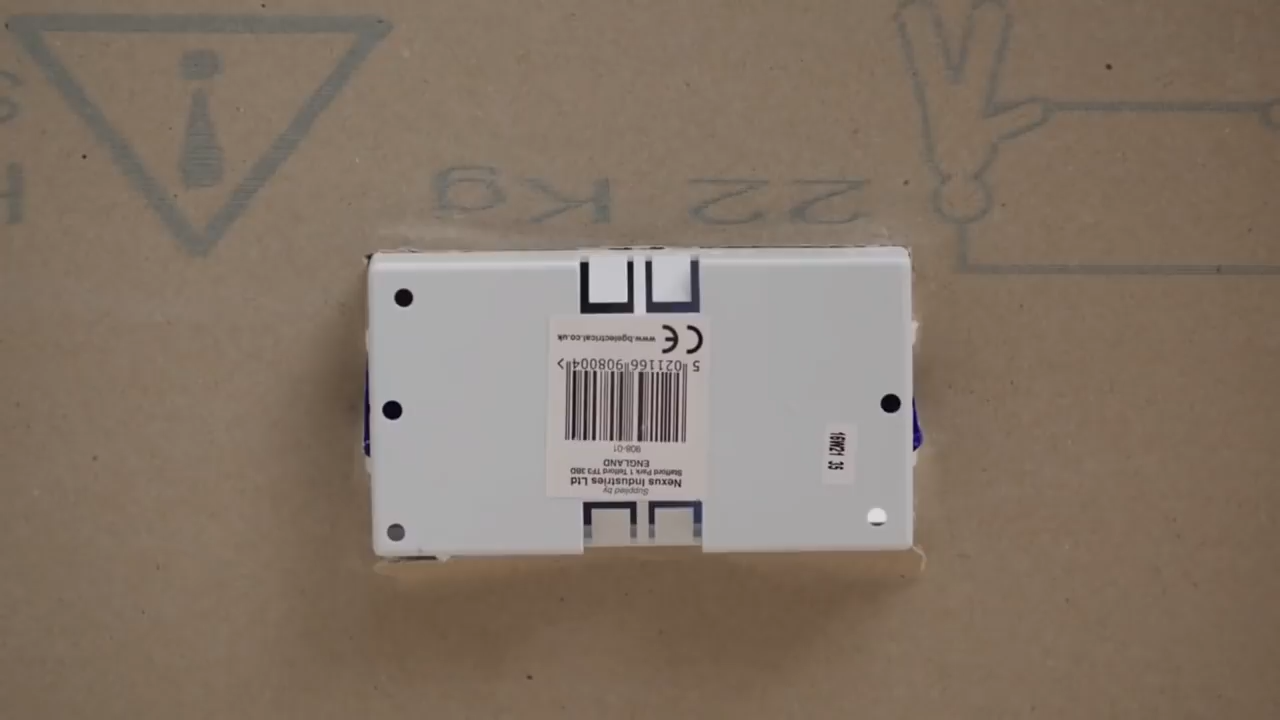 22 Kg
Supplied by
Nexus Industries Ltd
Stafford Park 1 Telford TF3 3BD
ENGLAND
908-01
5 021166 908004 >
CE
www.bgelectrical.co.uk
16W21 35